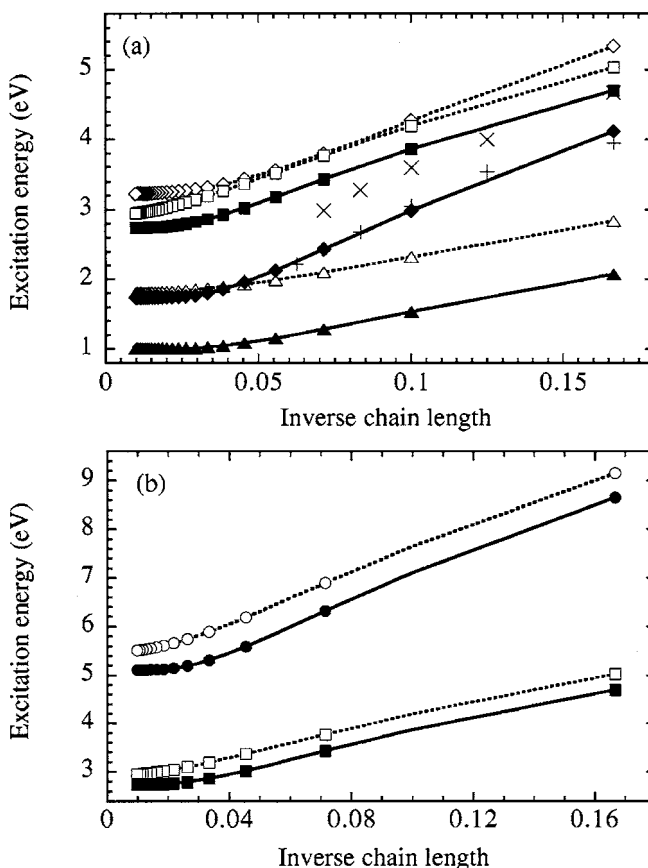 (a)
Excitation energy (eV)
5
4
3
2
1
0 0.05 0.1 0.15
Inverse chain length
(b)
Excitation energy (eV)
9
8
7
6
5
4
3
0 0.04 0.08 0.12 0.16
Inverse chain length